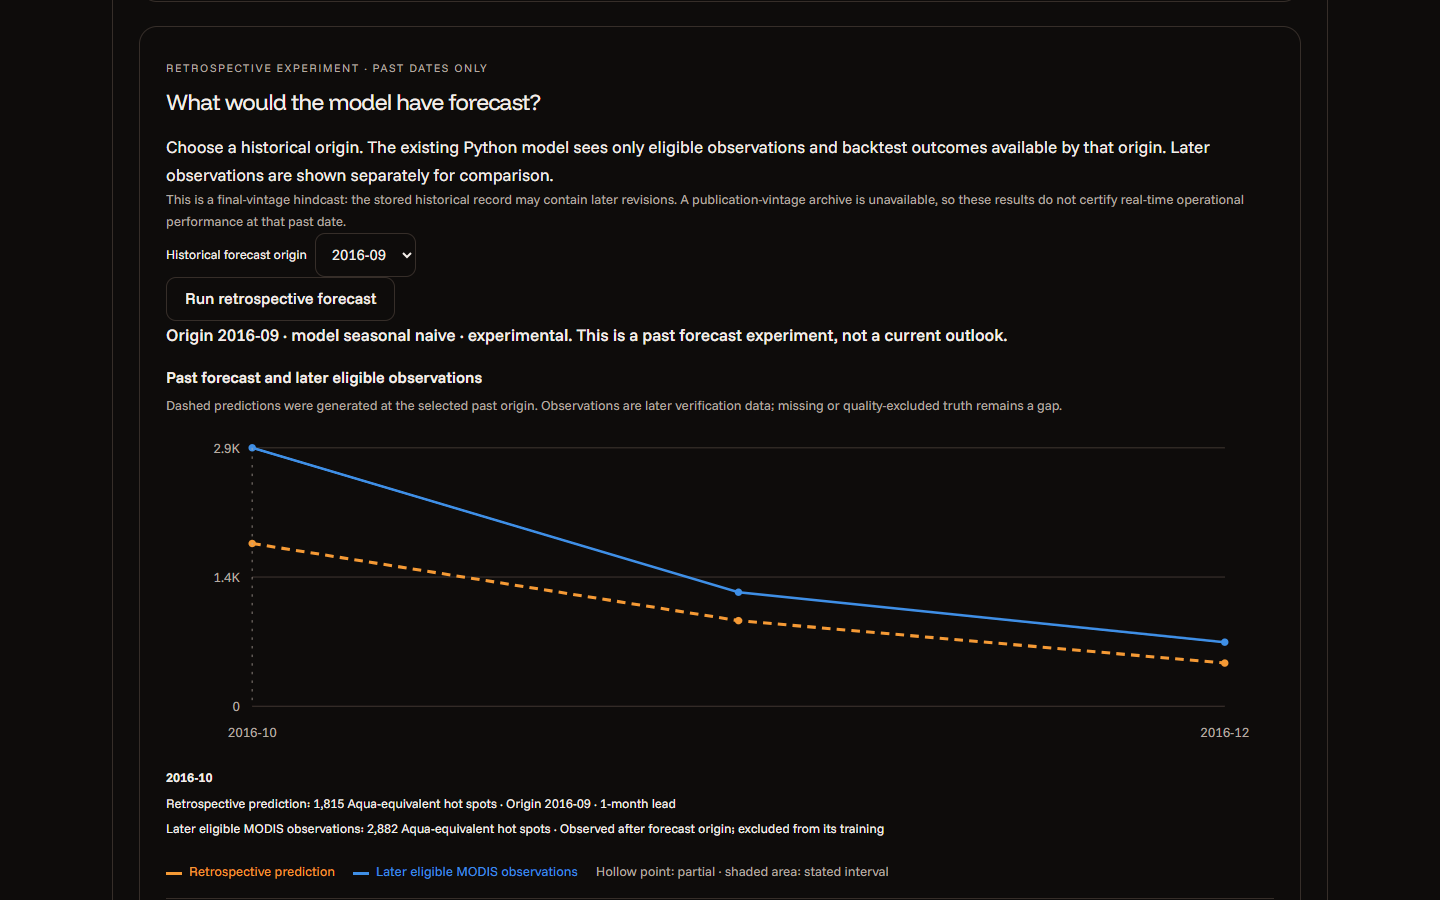 RETROSPECTIVE EXPERIMENT · PAST DATES ONLY
What would the model have forecast?
Choose a historical origin. The existing Python model sees only eligible observations and backtest outcomes available by that origin. Later
observations are shown separately for comparison.
This is a final-vintage hindcast: the stored historical record may contain later revisions. A publication-vintage archive is unavailable, so these results do not certify real-time operational
performance at that past date.
Historical forecast origin 2016-09
Run retrospective forecast
Origin 2016-09 · model seasonal naive · experimental. This is a past forecast experiment, not a current outlook.
Past forecast and later eligible observations
Dashed predictions were generated at the selected past origin. Observations are later verification data; missing or quality-excluded truth remains a gap.
2.9K
1.4K
0
2016-10 2016-12
2016-10
Retrospective prediction: 1,815 Aqua-equivalent hot spots · Origin 2016-09 · 1-month lead
Later eligible MODIS observations: 2,882 Aqua-equivalent hot spots · Observed after forecast origin; excluded from its training
Retrospective prediction Later eligible MODIS observations Hollow point: partial · shaded area: stated interval